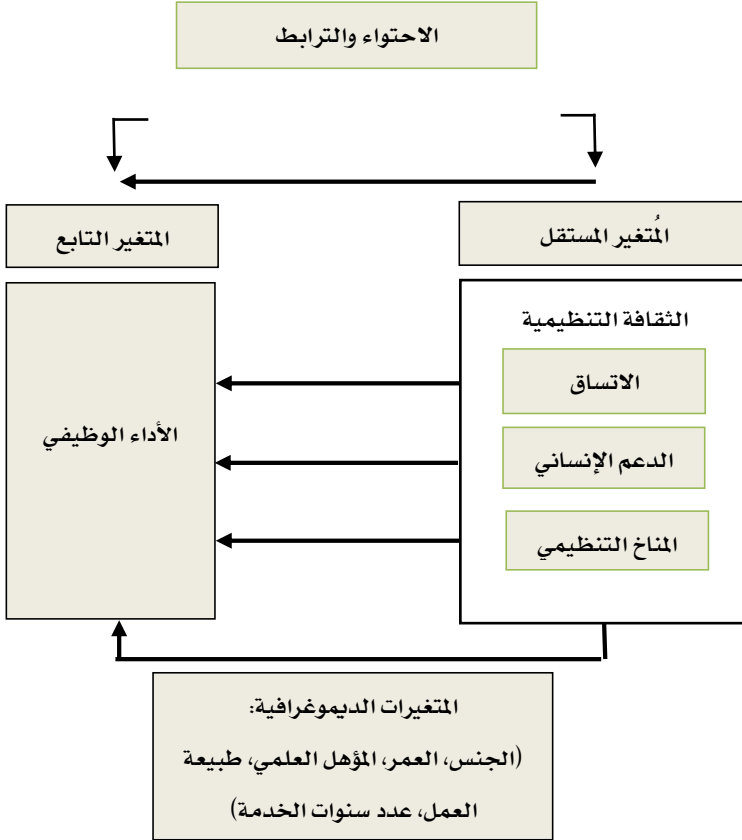 الاحتواء والترابط
المُتغير المستقل
المتغير التابع
الثقافة التنظيمية
الاتساق
الدعم الإنساني
المناخ التنظيمي
الأداء الوظيفي
المتغيرات الديموغرافية:
(الجنس، العمر، المؤهل العلمي، طبيعة
العمل، عدد سنوات الخدمة)